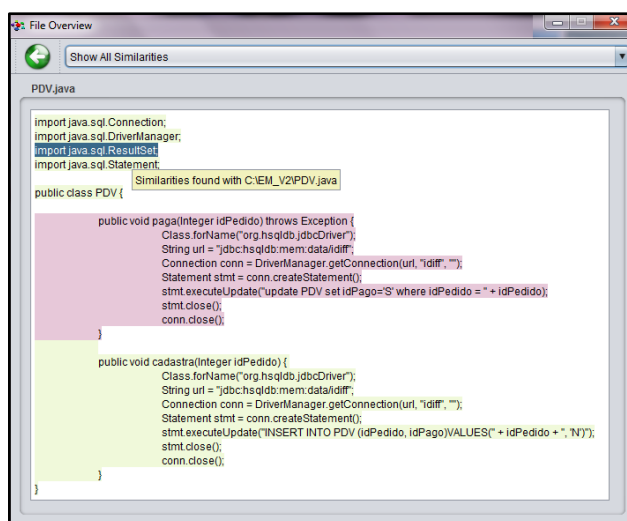 File Overview
Show All Similarities
PDV.java
import java.sql.Connection;
import java.sql.DriverManager;
import java.sql.ResultSet;
import java.sql.Statement;
Similarities found with C:\EM_V2\PDV.java
public class PDV {
public void paga(Integer idPedido) throws Exception {
Class.forName("org.hsqldb.jdbcDriver");
String url = "jdbc:hsqldb:mem:data/idiff";
Connection conn = DriverManager.getConnection(url, "idiff", "");
Statement stmt = conn.createStatement();
stmt.executeUpdate("update PDV set idPago='S' where idPedido = " + idPedido);
stmt.close();
conn.close();
}
public void cadastra(Integer idPedido) {
Class.forName("org.hsqldb.jdbcDriver");
String url = "jdbc:hsqldb:mem:data/idiff";
Connection conn = DriverManager.getConnection(url, "idiff", "");
Statement stmt = conn.createStatement();
stmt.executeUpdate("INSERT INTO PDV (idPedido, idPago)VALUES(" + idPedido + ", 'N')");
stmt.close();
conn.close();
}
}